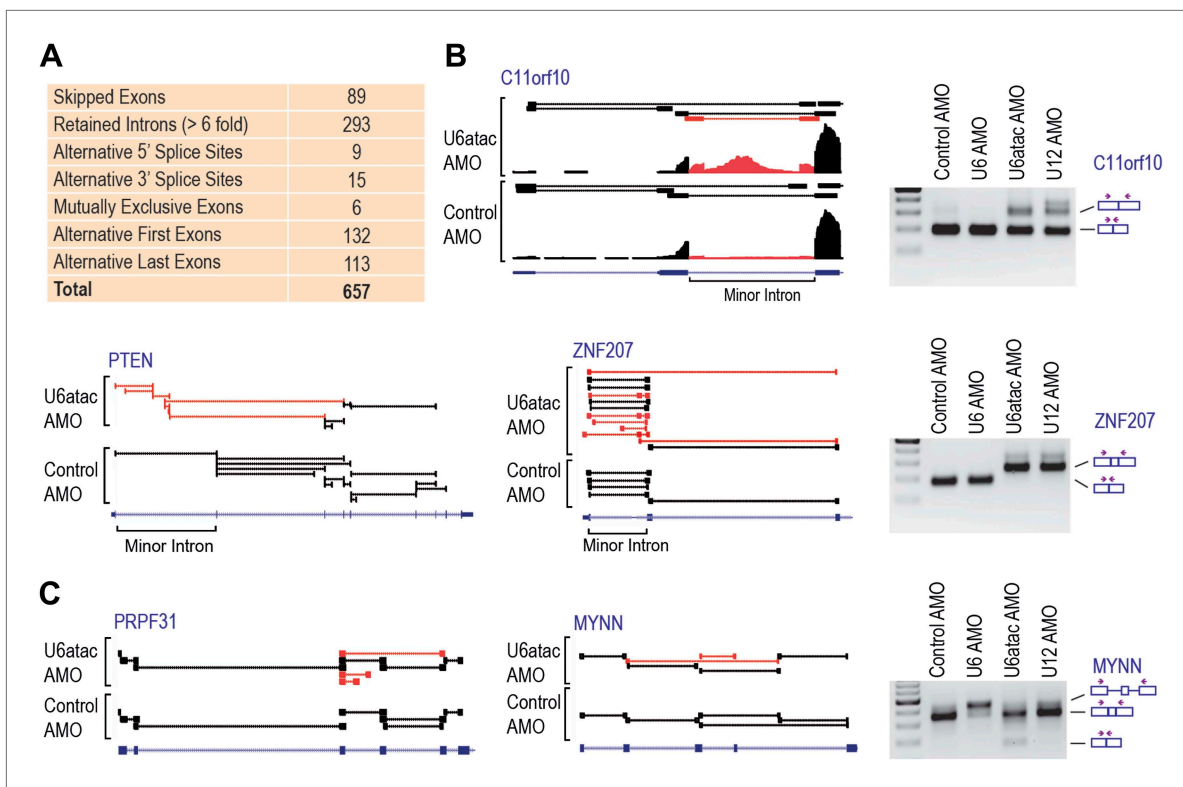 A
Skipped Exons 89
Retained Introns (> 6 fold) 293
Alternative 5' Splice Sites 9
Alternative 3' Splice Sites 15
Mutually Exclusive Exons 6
Alternative First Exons 132
Alternative Last Exons 113
Total 657
B
C11orf10
U6atac
AMO
Control
AMO
Minor Intron
Control AMO
U6 AMO
U6atac AMO
U12 AMO
C11orf10
PTEN
U6atac
AMO
Control
AMO
Minor Intron
ZNF207
U6atac
AMO
Control
AMO
Minor Intron
Control AMO
U6 AMO
U6atac AMO
U12 AMO
ZNF207
C
PRPF31
U6atac
AMO
Control
AMO
MYNN
U6atac
AMO
Control
AMO
Control AMO
U6 AMO
U6atac AMO
U12 AMO
MYNN